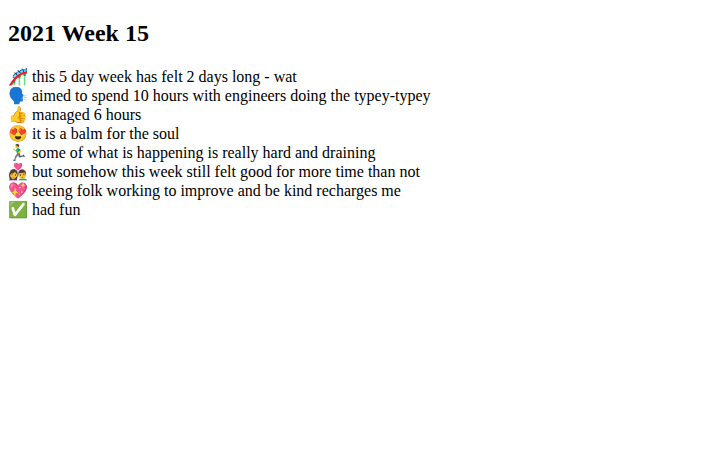 2021 Week 15
🎢 this 5 day week has felt 2 days long - wat
🗣️ aimed to spend 10 hours with engineers doing the typey-typey
👍 managed 6 hours
😍 it is a balm for the soul
🏃‍♂️ some of what is happening is really hard and draining
💏 but somehow this week still felt good for more time than not
💖 seeing folk working to improve and be kind recharges me
✅ had fun